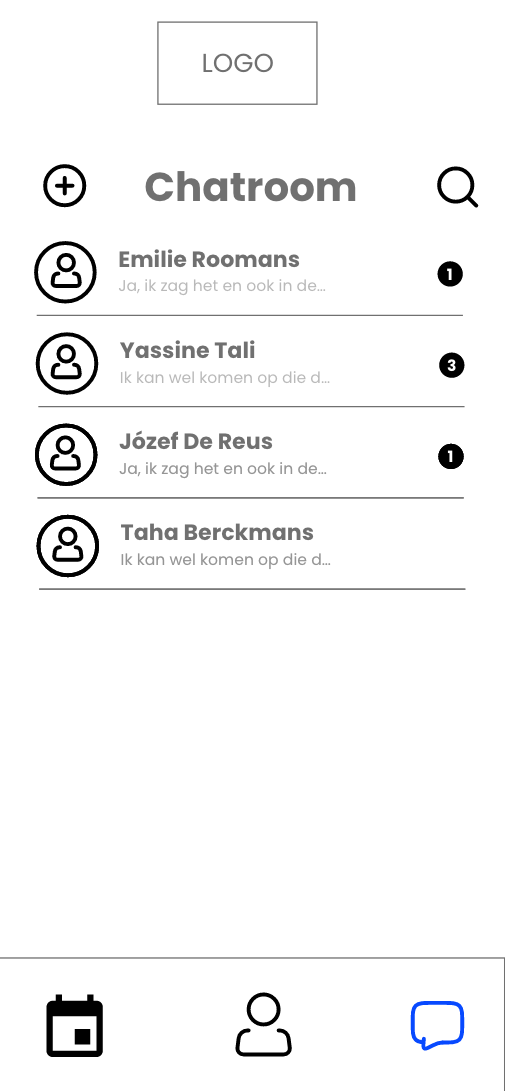 LOGO
Chatroom
Emilie Roomans
Ja, ik zag het en ook in de...
1
Yassine Tali
Ik kan wel komen op die d...
3
Józef De Reus
Ja, ik zag het en ook in de...
1
Taha Berckmans
Ik kan wel komen op die d...